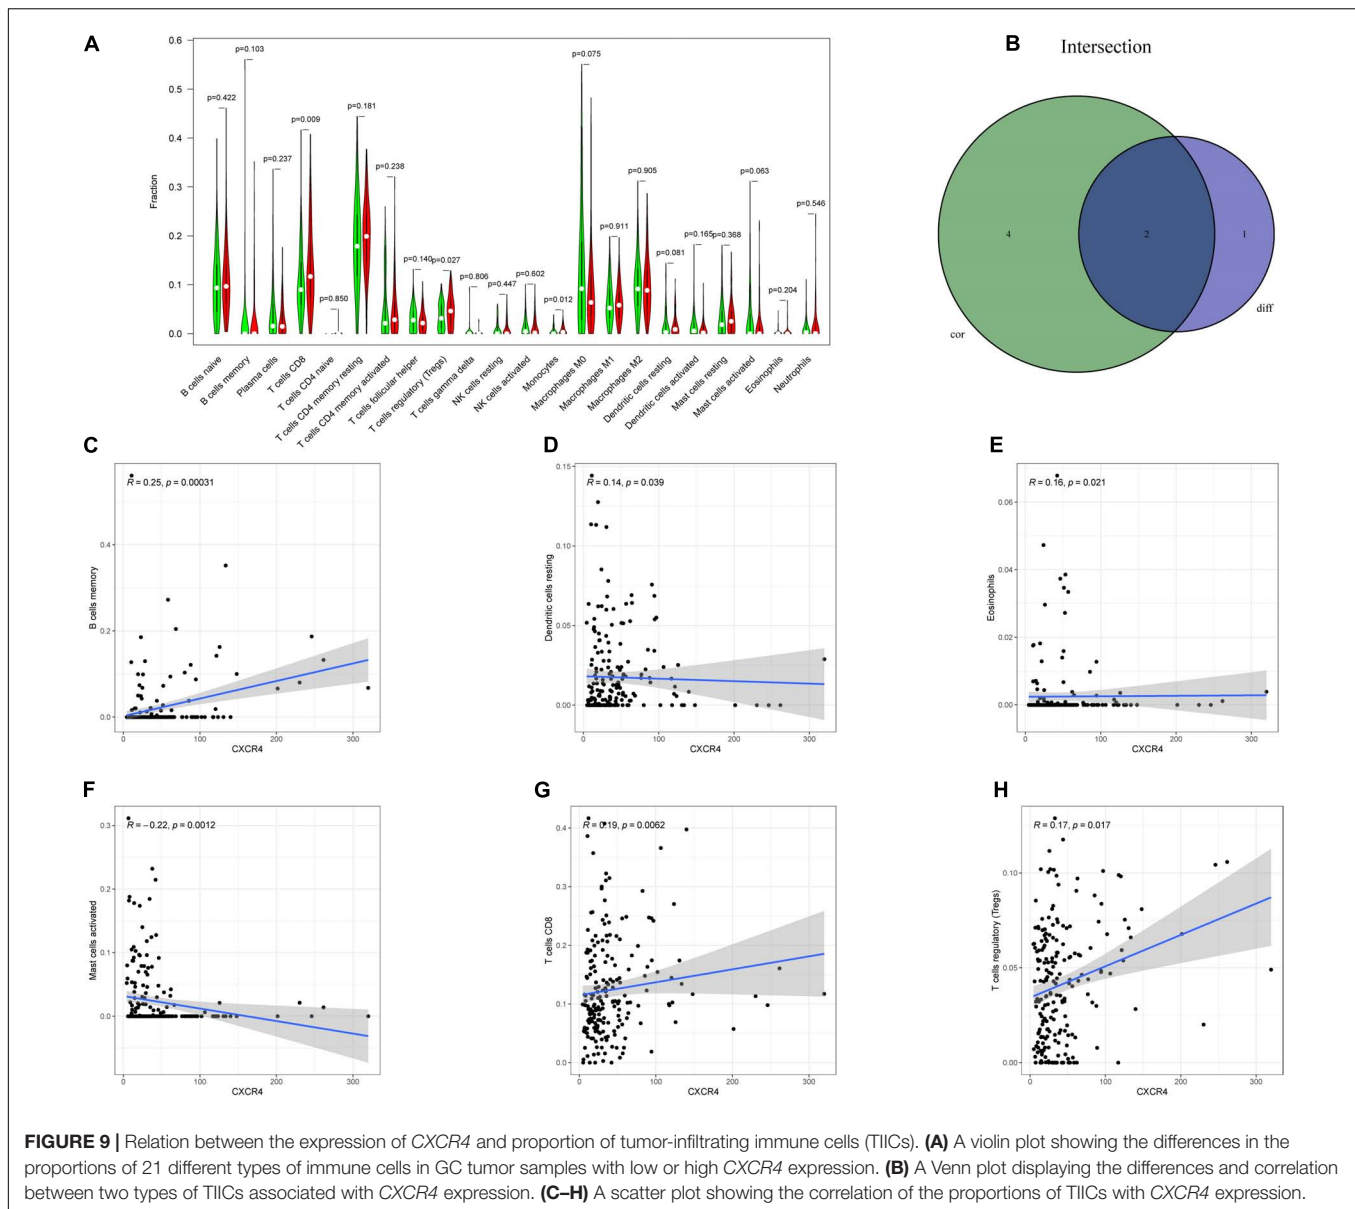 A
B
Intersection
0.6
0.5
0.4
0.3
0.2
0.1
0.0
Fraction
p=0.422
p=0.103
p=0.237
p=0.009
p=0.850
p=0.181
p=0.238
p=0.140
p=0.027
p=0.806
p=0.447
p=0.602
p=0.012
p=0.075
p=0.911
p=0.905
p=0.081
p=0.165
p=0.368
p=0.063
p=0.204
p=0.546
B cells naive
B cells memory
Plasma cells
T cells CD8
T cells CD4 naive
T cells CD4 memory resting
T cells CD4 memory activated
T cells follicular helper
T cells regulatory (Tregs)
T cells gamma delta
NK cells resting
NK cells activated
Monocytes
Macrophages M0
Macrophages M1
Macrophages M2
Dendritic cells resting
Dendritic cells activated
Mast cells resting
Mast cells activated
Eosinophils
Neutrophils
4
2
1
cor
diff
C
R = 0.25, p = 0.00031
0.4
0.2
0.0
B cells memory
0
100
200
300
CXCR4
D
R = 0.14, p = 0.039
0.15
0.10
0.05
0.00
Dendritic cells resting
0
100
200
300
CXCR4
E
R = 0.16, p = 0.021
0.06
0.04
0.02
0.00
Eosinophils
0
100
200
300
CXCR4
F
R = −0.22, p = 0.0012
0.3
0.2
0.1
0.0
Mast cells activated
0
100
200
300
CXCR4
G
R = 0.19, p = 0.0062
0.4
0.3
0.2
0.1
0.0
T cells CD8
0
100
200
300
CXCR4
H
R = 0.17, p = 0.017
0.10
0.05
0.00
T cells regulatory (Tregs)
0
100
200
300
CXCR4
FIGURE 9 | Relation between the expression of CXCR4 and proportion of tumor-infiltrating immune cells (TIICs). (A) A violin plot showing the differences in the
proportions of 21 different types of immune cells in GC tumor samples with low or high CXCR4 expression. (B) A Venn plot displaying the differences and correlation
between two types of TIICs associated with CXCR4 expression. (C–H) A scatter plot showing the correlation of the proportions of TIICs with CXCR4 expression.